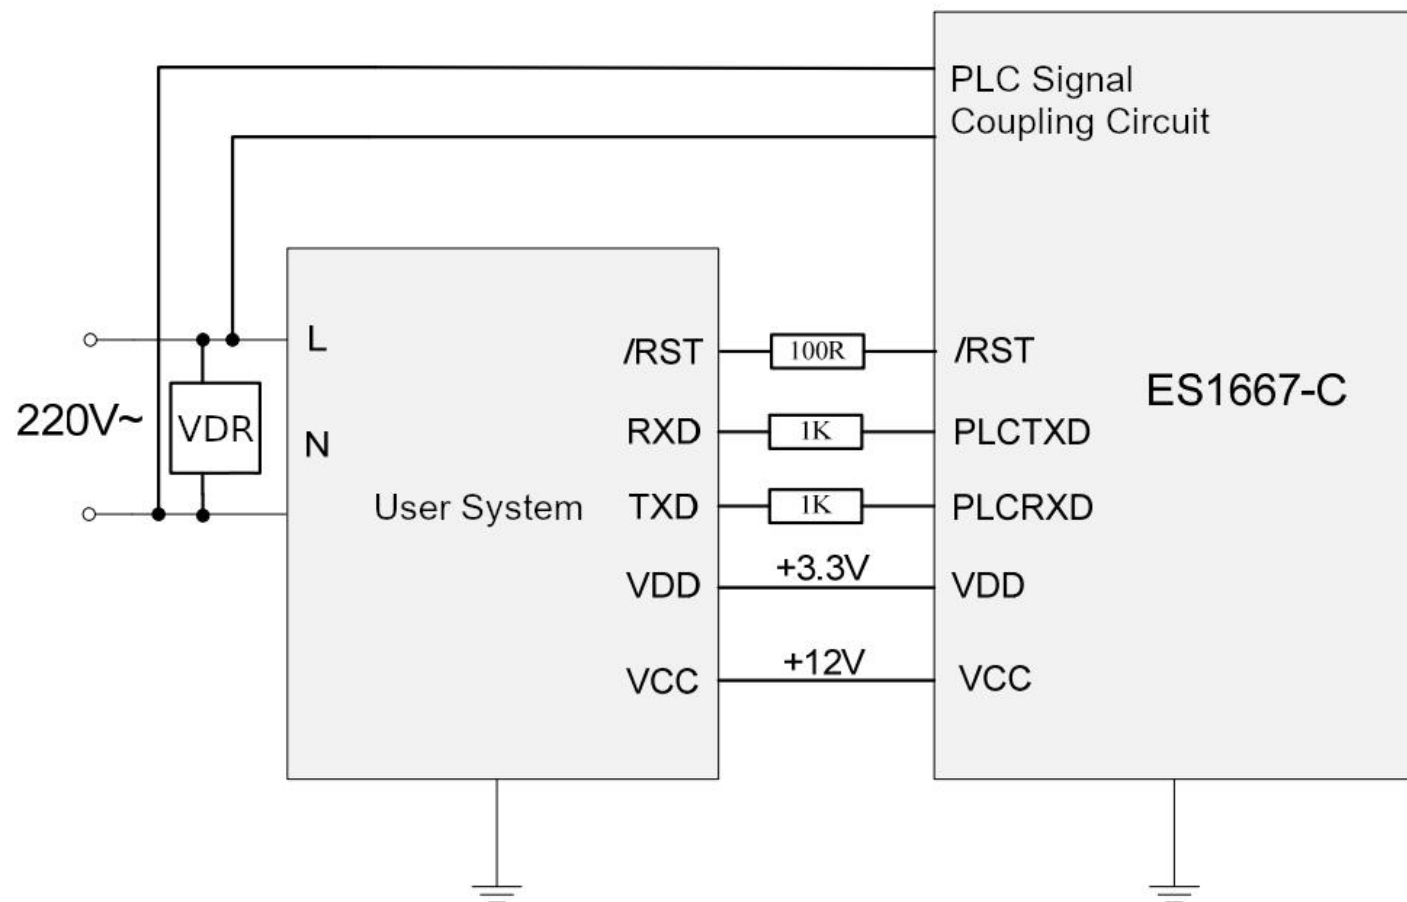 PLC Signal
Coupling Circuit
L
/RST
100R
/RST
ES1667-C
220V~
VDR
N
RXD
1K
PLCTXD
User System
TXD
1K
PLCRXD
VDD
+3.3V
VDD
VCC
+12V
VCC